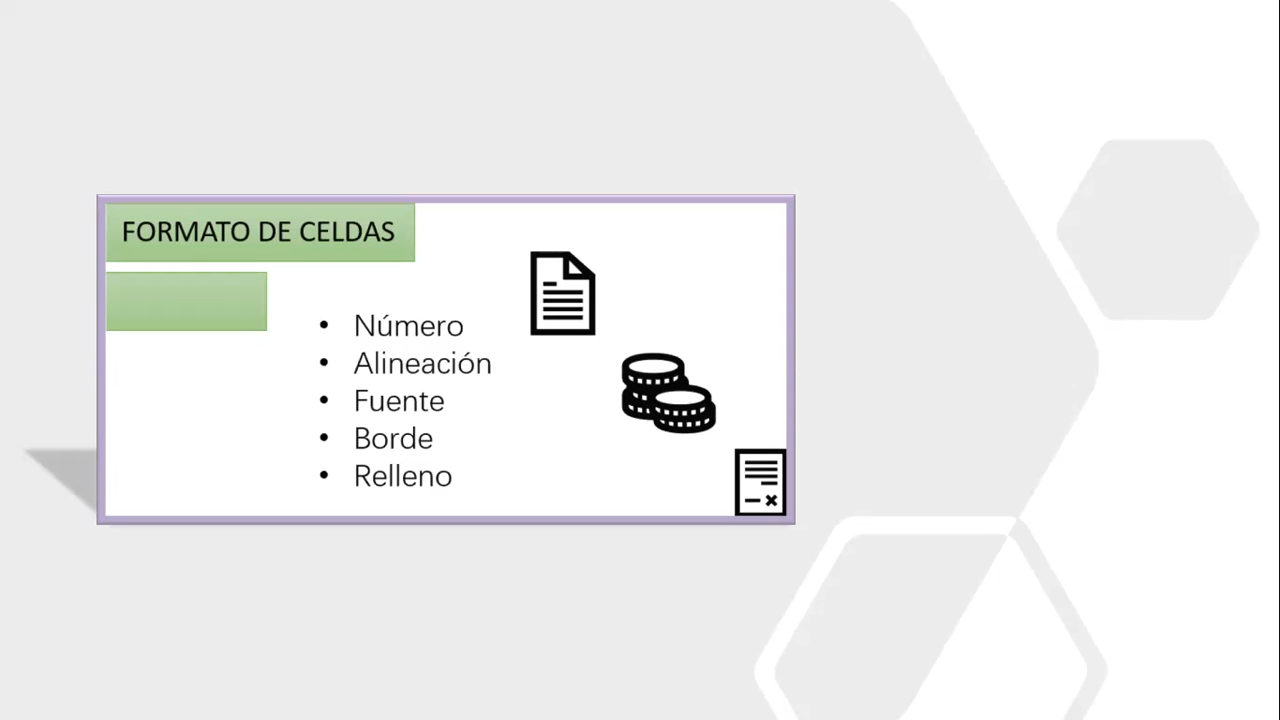 FORMATO DE CELDAS
• Número
• Alineación
• Fuente
• Borde
• Relleno